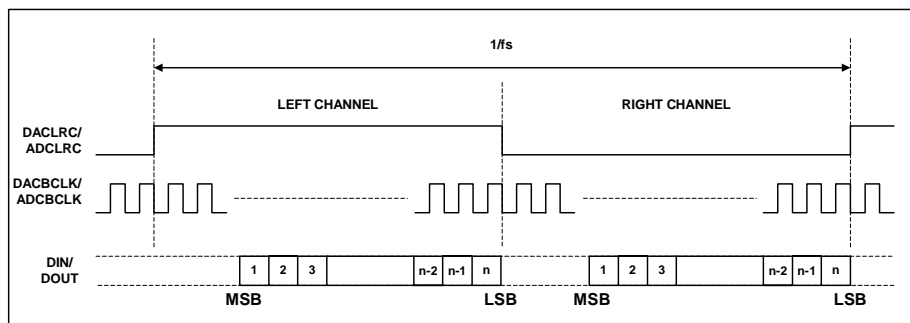 1/fs
LEFT CHANNEL
RIGHT CHANNEL
DACLRC/
ADCLRC
DACBCLK/
ADCBCLK
DIN/
DOUT
1 2 3 n-2 n-1 n 1 2 3 n-2 n-1 n
MSB LSB MSB LSB